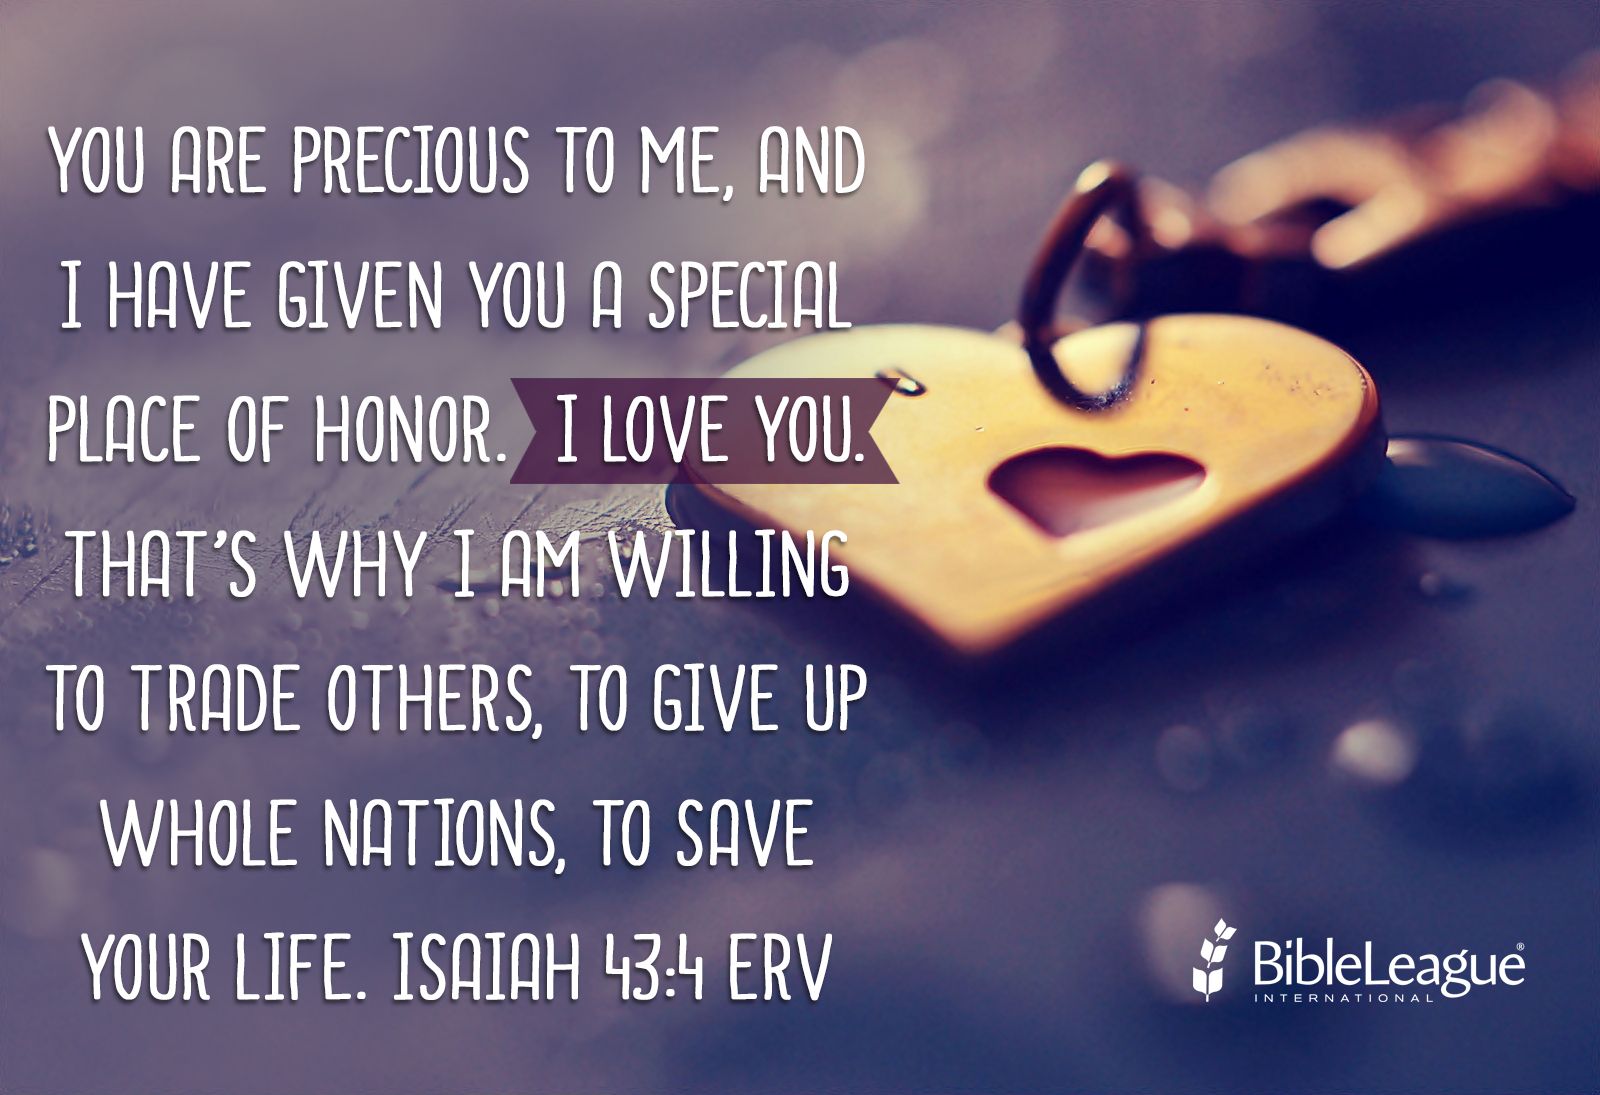 YOU ARE PRECIOUS TO ME, AND
I HAVE GIVEN YOU A SPECIAL
PLACE OF HONOR. I LOVE YOU.
THAT'S WHY I AM WILLING
TO TRADE OTHERS, TO GIVE UP
WHOLE NATIONS, TO SAVE
YOUR LIFE. ISAIAH 43:4 ERV
BibleLeague®
INTERNATIONAL